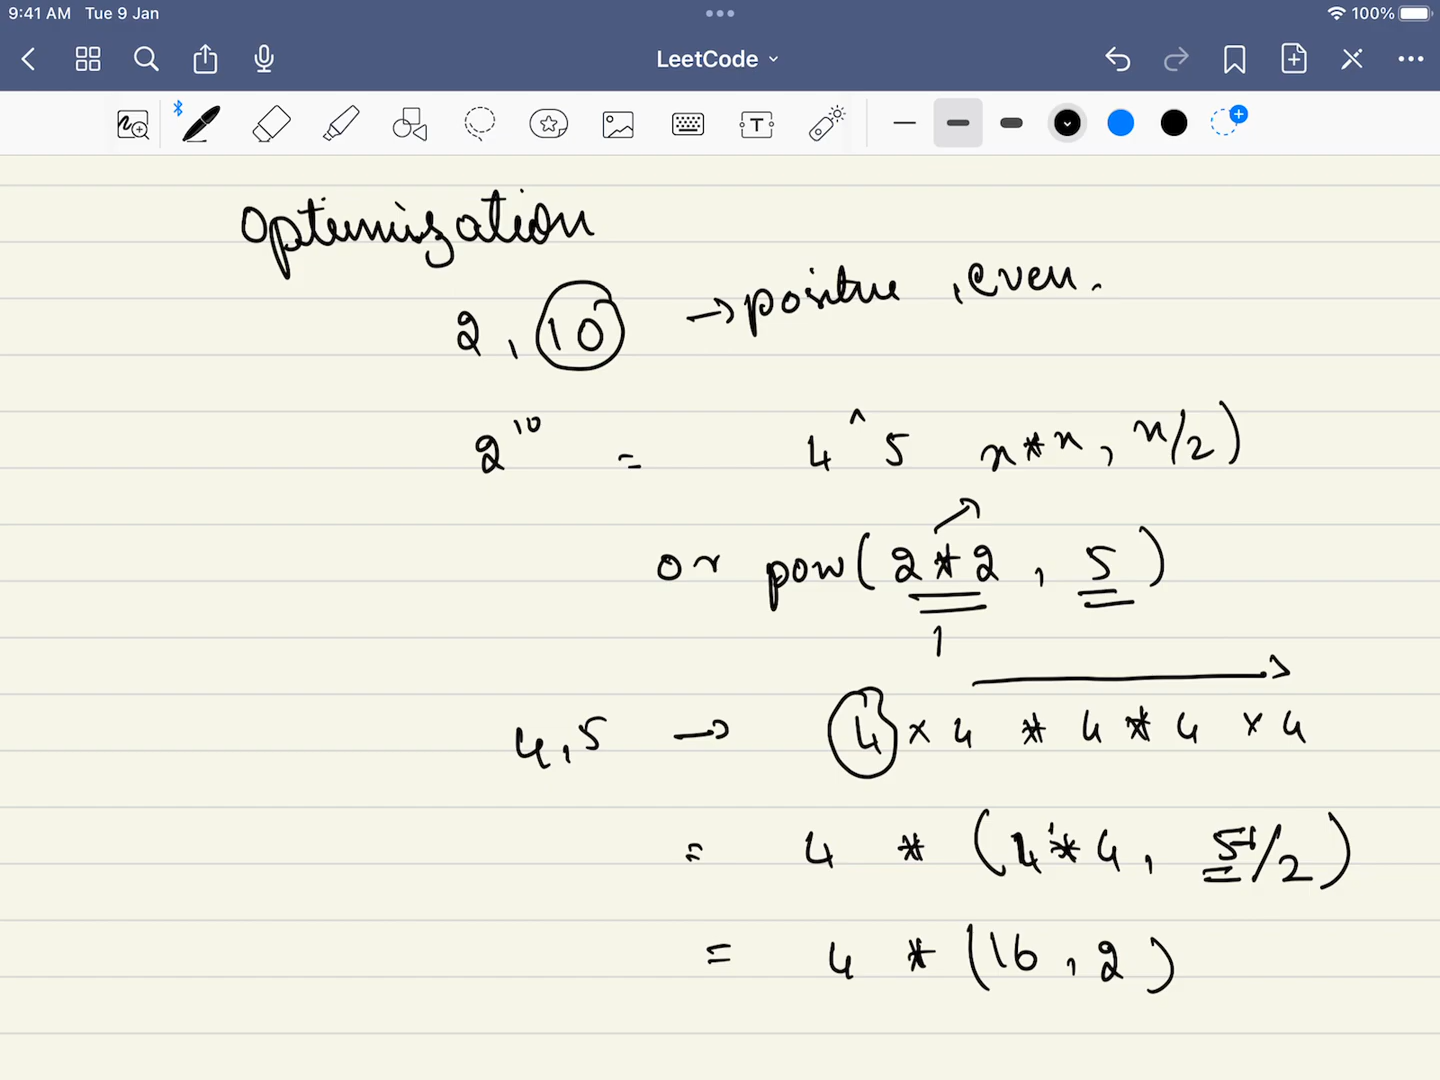 9:41 AM Tue 9 Jan
100%
LeetCode
T
Optimization
2, 10 → positive, even.
2^10 = 4^5 x*x, n/2)
or pow(2*2, 5)
1
4,5 → 4 × 4 * 4 * 4 × 4
= 4 * (4*4, 5-1/2)
= 4 * (16, 2)